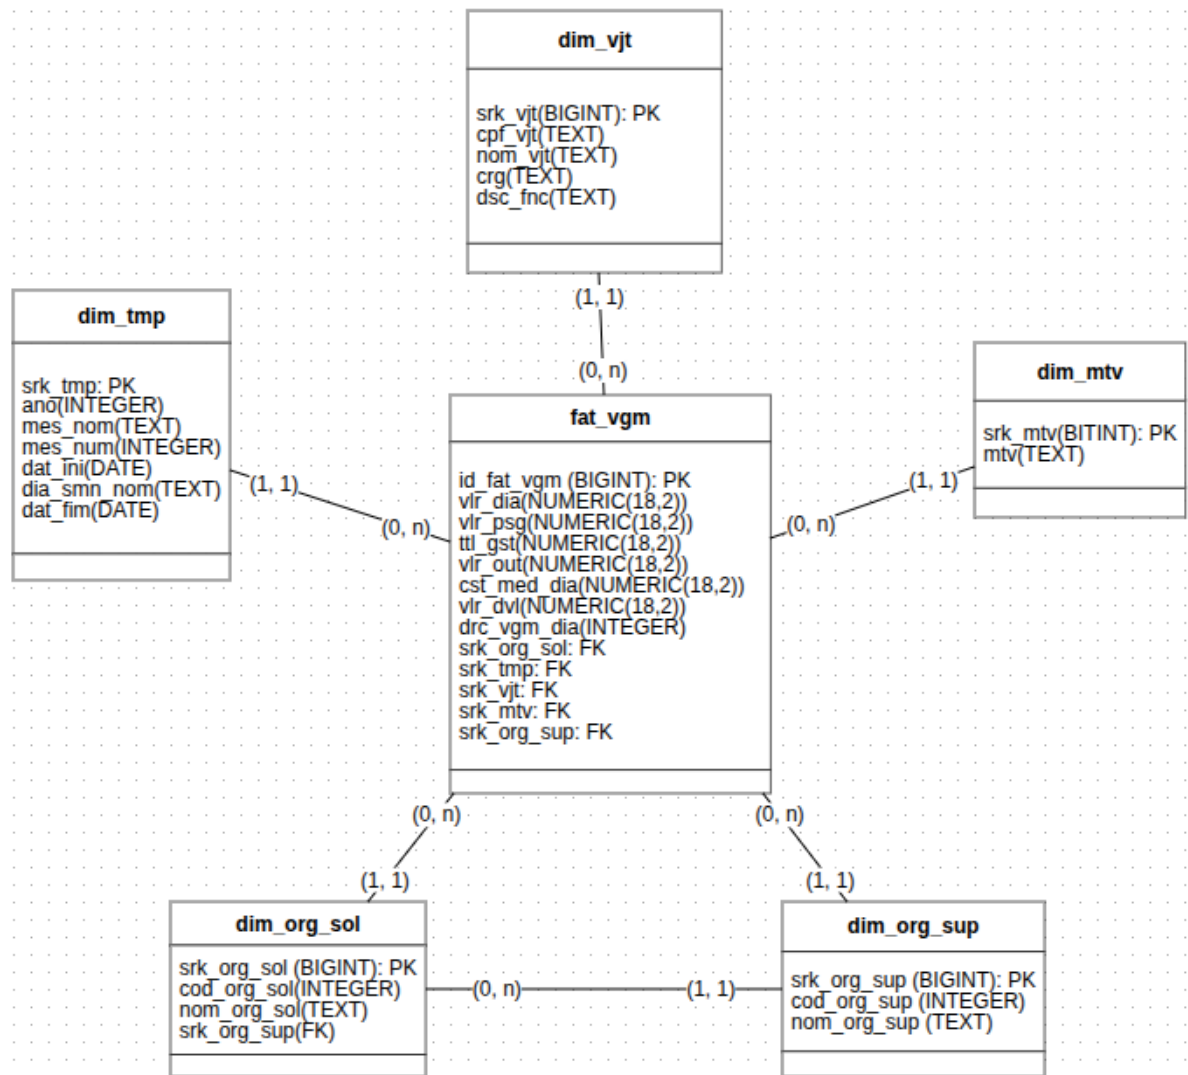 dim_vjt
srk_vjt(BIGINT): PK
cpf_vjt(TEXT)
nom_vjt(TEXT)
crg(TEXT)
dsc_fnc(TEXT)
(1, 1)
(0, n)
dim_tmp
srk_tmp: PK
ano(INTEGER)
mes_nom(TEXT)
mes_num(INTEGER)
dat_ini(DATE)
dia_smn_nom(TEXT)
dat_fim(DATE)
(1, 1)
(0, n)
fat_vgm
id_fat_vgm (BIGINT): PK
vlr_dia(NUMERIC(18,2))
vlr_psg(NUMERIC(18,2))
ttl_gst(NUMERIC(18,2))
vlr_out(NUMERIC(18,2))
cst_med_dia(NUMERIC(18,2))
vlr_dvl(NUMERIC(18,2))
drc_vgm_dia(INTEGER)
srk_org_sol: FK
srk_tmp: FK
srk_vjt: FK
srk_mtv: FK
srk_org_sup: FK
dim_mtv
srk_mtv(BITINT): PK
mtv(TEXT)
(1, 1)
(0, n)
(0, n)
(1, 1)
(0, n)
(1, 1)
dim_org_sol
srk_org_sol (BIGINT): PK
cod_org_sol(INTEGER)
nom_org_sol(TEXT)
srk_org_sup(FK)
(0, n)
(1, 1)
dim_org_sup
srk_org_sup (BIGINT): PK
cod_org_sup (INTEGER)
nom_org_sup (TEXT)